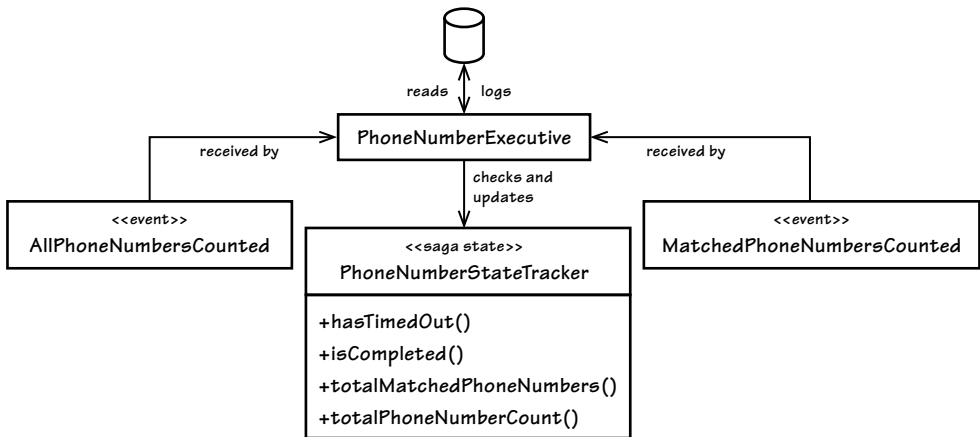 reads
logs
PhoneNumberExecutive
received by
received by
checks and
updates
<<event>>
AllPhoneNumbersCounted
<<event>>
MatchedPhoneNumbersCounted
<<saga state>>
PhoneNumberStateTracker
+hasTimedOut()
+isCompleted()
+totalMatchedPhoneNumbers()
+totalPhoneNumberCount()